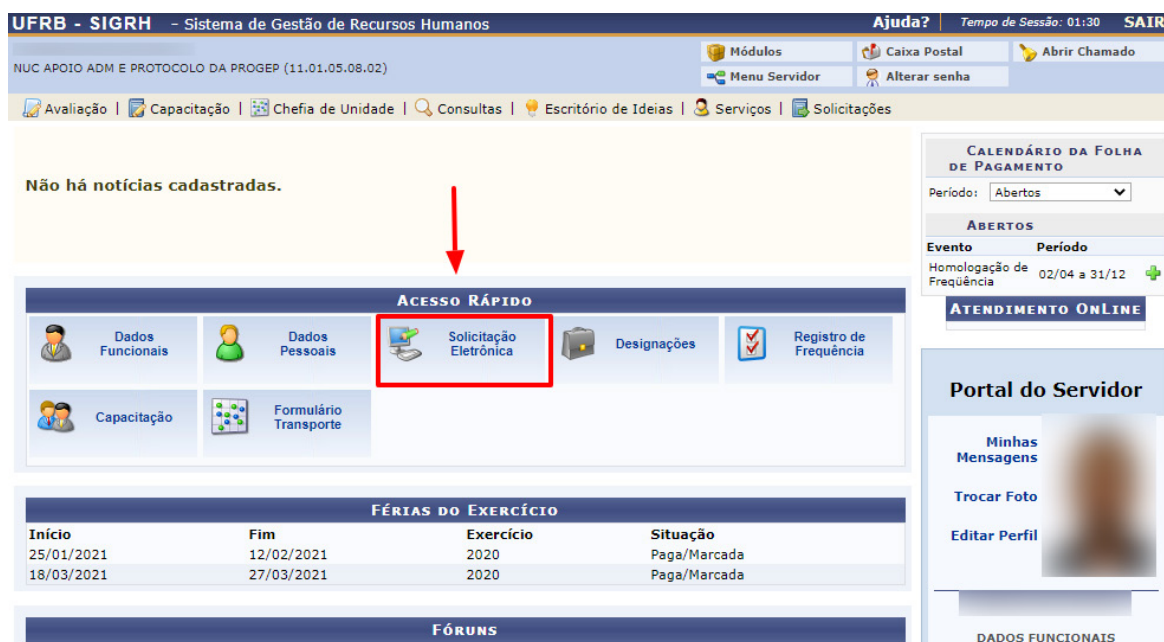 UFRB - SIGRH - Sistema de Gestão de Recursos Humanos Ajuda? Tempo de Sessão: 01:30 SAIR
Módulos Caixa Postal Abrir Chamado
NUC APOIO ADM E PROTOCOLO DA PROGEP (11.01.05.08.02)
Menu Servidor Alterar senha
Avaliação | Capacitação | Chefia de Unidade | Consultas | Escritório de Ideias | Serviços | Solicitações
Não há notícias cadastradas.
ACESSO RÁPIDO
Dados Funcionais
Dados Pessoais
Solicitação Eletrônica
Designações
Registro de Frequência
Capacitação
Formulário Transporte
FÉRIAS DO EXERCÍCIO
Início Fim Exercício Situação
25/01/2021 12/02/2021 2020 Paga/Marcada
18/03/2021 27/03/2021 2020 Paga/Marcada
FÓRUNS
CALENDÁRIO DA FOLHA
DE PAGAMENTO
Período: Abertos
ABERTOS
Evento Período
Homologação de Freqüência 02/04 a 31/12
ATENDIMENTO ONLINE
Portal do Servidor
Minhas
Mensagens
Trocar Foto
Editar Perfil
DADOS FUNCIONAIS